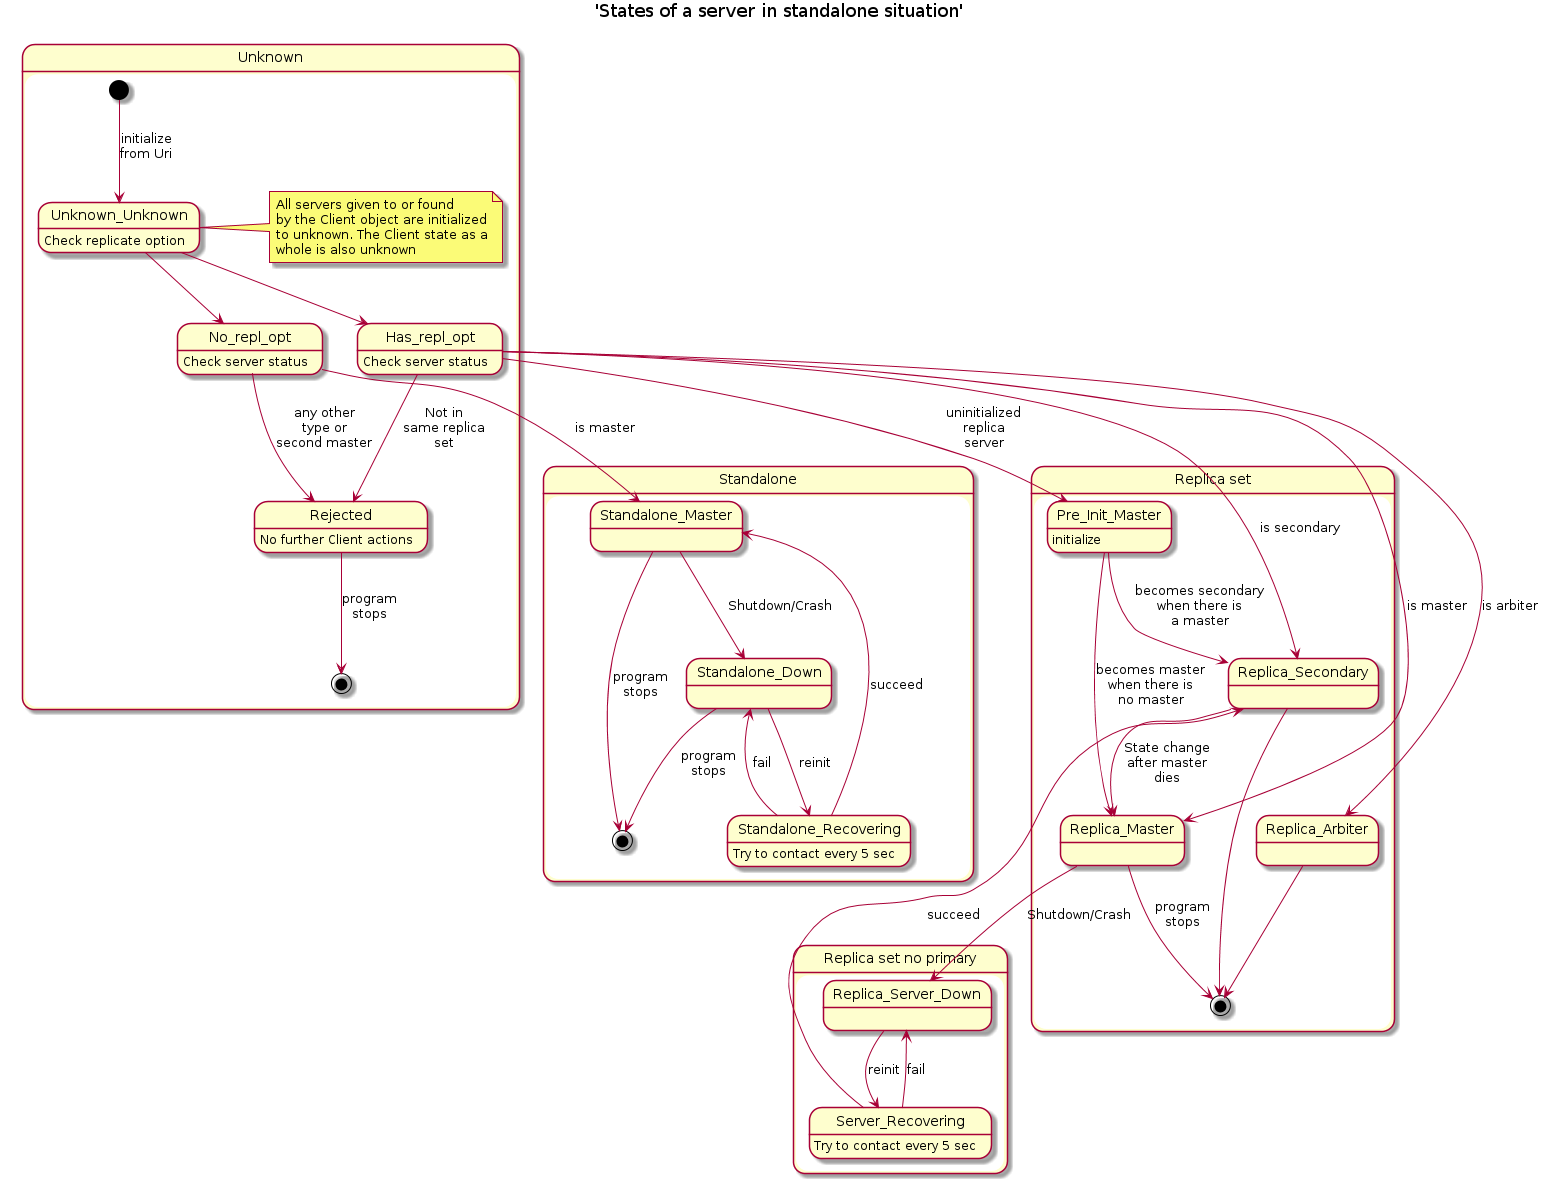 'States of a server in standalone situation'
Unknown
initialize
from Uri
Unknown_Unknown
Check replicate option
All servers given to or found
by the Client object are initialized
to unknown. The Client state as a
whole is also unknown
No_repl_opt
Check server status
Has_repl_opt
Check server status
any other
type or
second master
Not in
same replica
set
is master
uninitialized
replica
server
Rejected
No further Client actions
program
stops
Standalone
Standalone_Master
Shutdown/Crash
program
stops
Standalone_Down
succeed
program
stops
fail
reinit
Standalone_Recovering
Try to contact every 5 sec
Replica set
Pre_Init_Master
initialize
is secondary
becomes secondary
when there is
a master
is master
is arbiter
becomes master
when there is
no master
Replica_Secondary
State change
after master
dies
Replica_Master
Replica_Arbiter
succeed
Shutdown/Crash
program
stops
Replica set no primary
Replica_Server_Down
reinit
fail
Server_Recovering
Try to contact every 5 sec